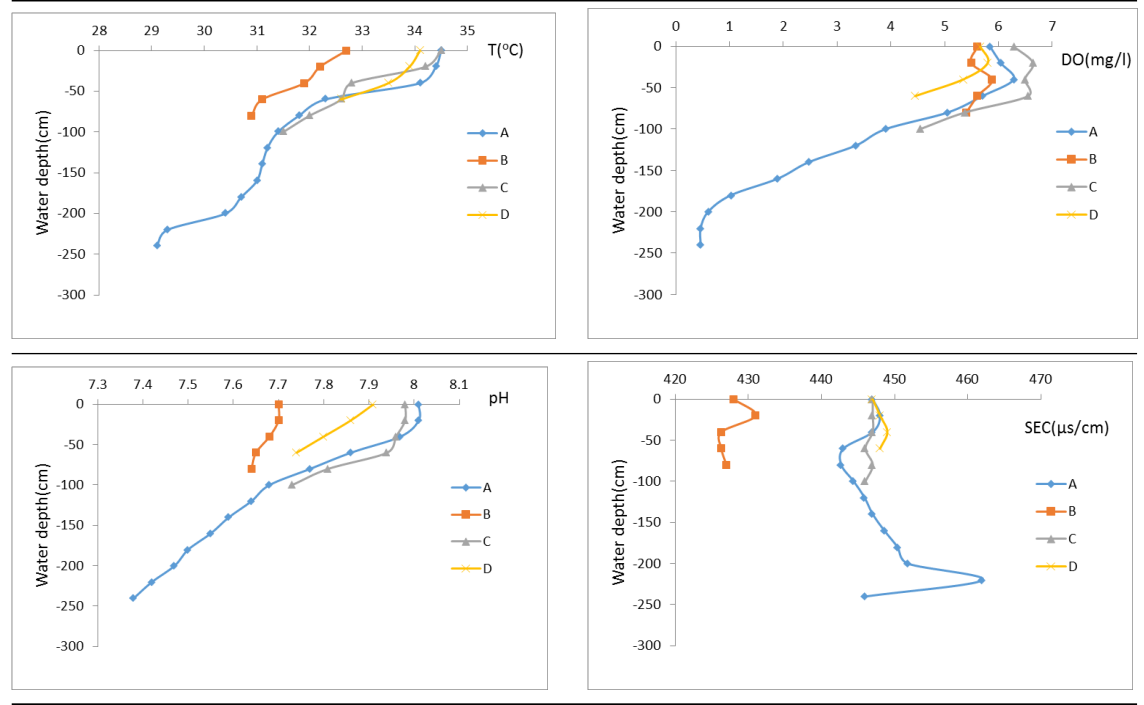 28 29 30 31 32 33 34 35
T(°C)
0
-50
-100
-150
-200
-250
-300
Water depth(cm)
A
B
C
D
0 1 2 3 4 5 6 7
DO(mg/l)
0
-50
-100
-150
-200
-250
-300
Water depth(cm)
A
B
C
D
7.3 7.4 7.5 7.6 7.7 7.8 7.9 8 8.1
pH
0
-50
-100
-150
-200
-250
-300
Water depth(cm)
A
B
C
D
420 430 440 450 460 470
SEC(µs/cm)
0
-50
-100
-150
-200
-250
-300
Water depth(cm)
A
B
C
D